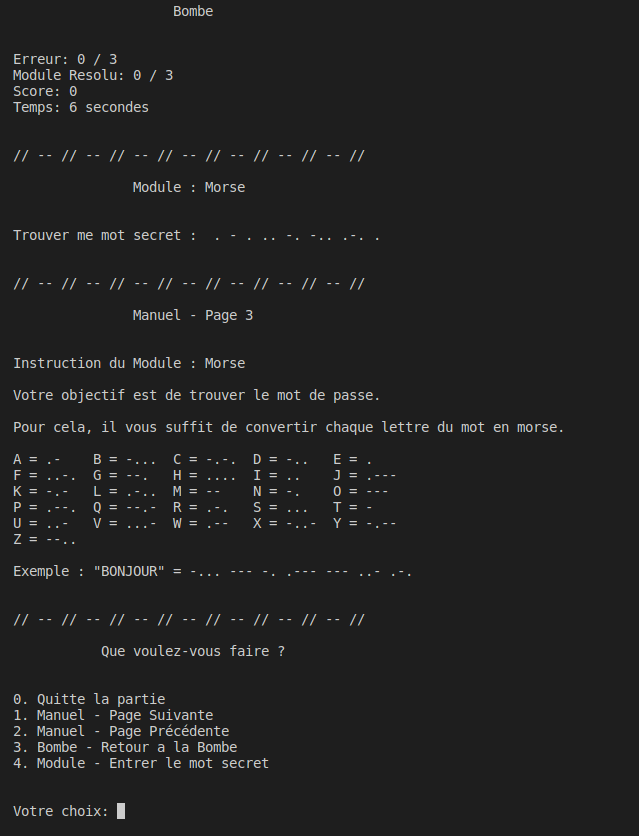 Bombe
Erreur: 0 / 3
Module Resolu: 0 / 3
Score: 0
Temps: 6 secondes
// -- // -- // -- // -- // -- // -- // -- //
Module : Morse
Trouver me mot secret :  . - . .. -. -.. .-. .
// -- // -- // -- // -- // -- // -- // -- //
Manuel - Page 3
Instruction du Module : Morse
Votre objectif est de trouver le mot de passe.
Pour cela, il vous suffit de convertir chaque lettre du mot en morse.
A = .-    B = -...  C = -.-.  D = -..   E = .
F = ..-.  G = --.   H = ....  I = ..    J = .---
K = -.-   L = .-..  M = --    N = -.    O = ---
P = .--.  Q = --.-  R = .-.   S = ...   T = -
U = ..-   V = ...-  W = .--   X = -..-  Y = -.--
Z = --..
Exemple : "BONJOUR" = -... --- -. .--- --- ..- .-.
// -- // -- // -- // -- // -- // -- // -- //
Que voulez-vous faire ?
0. Quitte la partie
1. Manuel - Page Suivante
2. Manuel - Page Précédente
3. Bombe - Retour a la Bombe
4. Module - Entrer le mot secret
Votre choix: